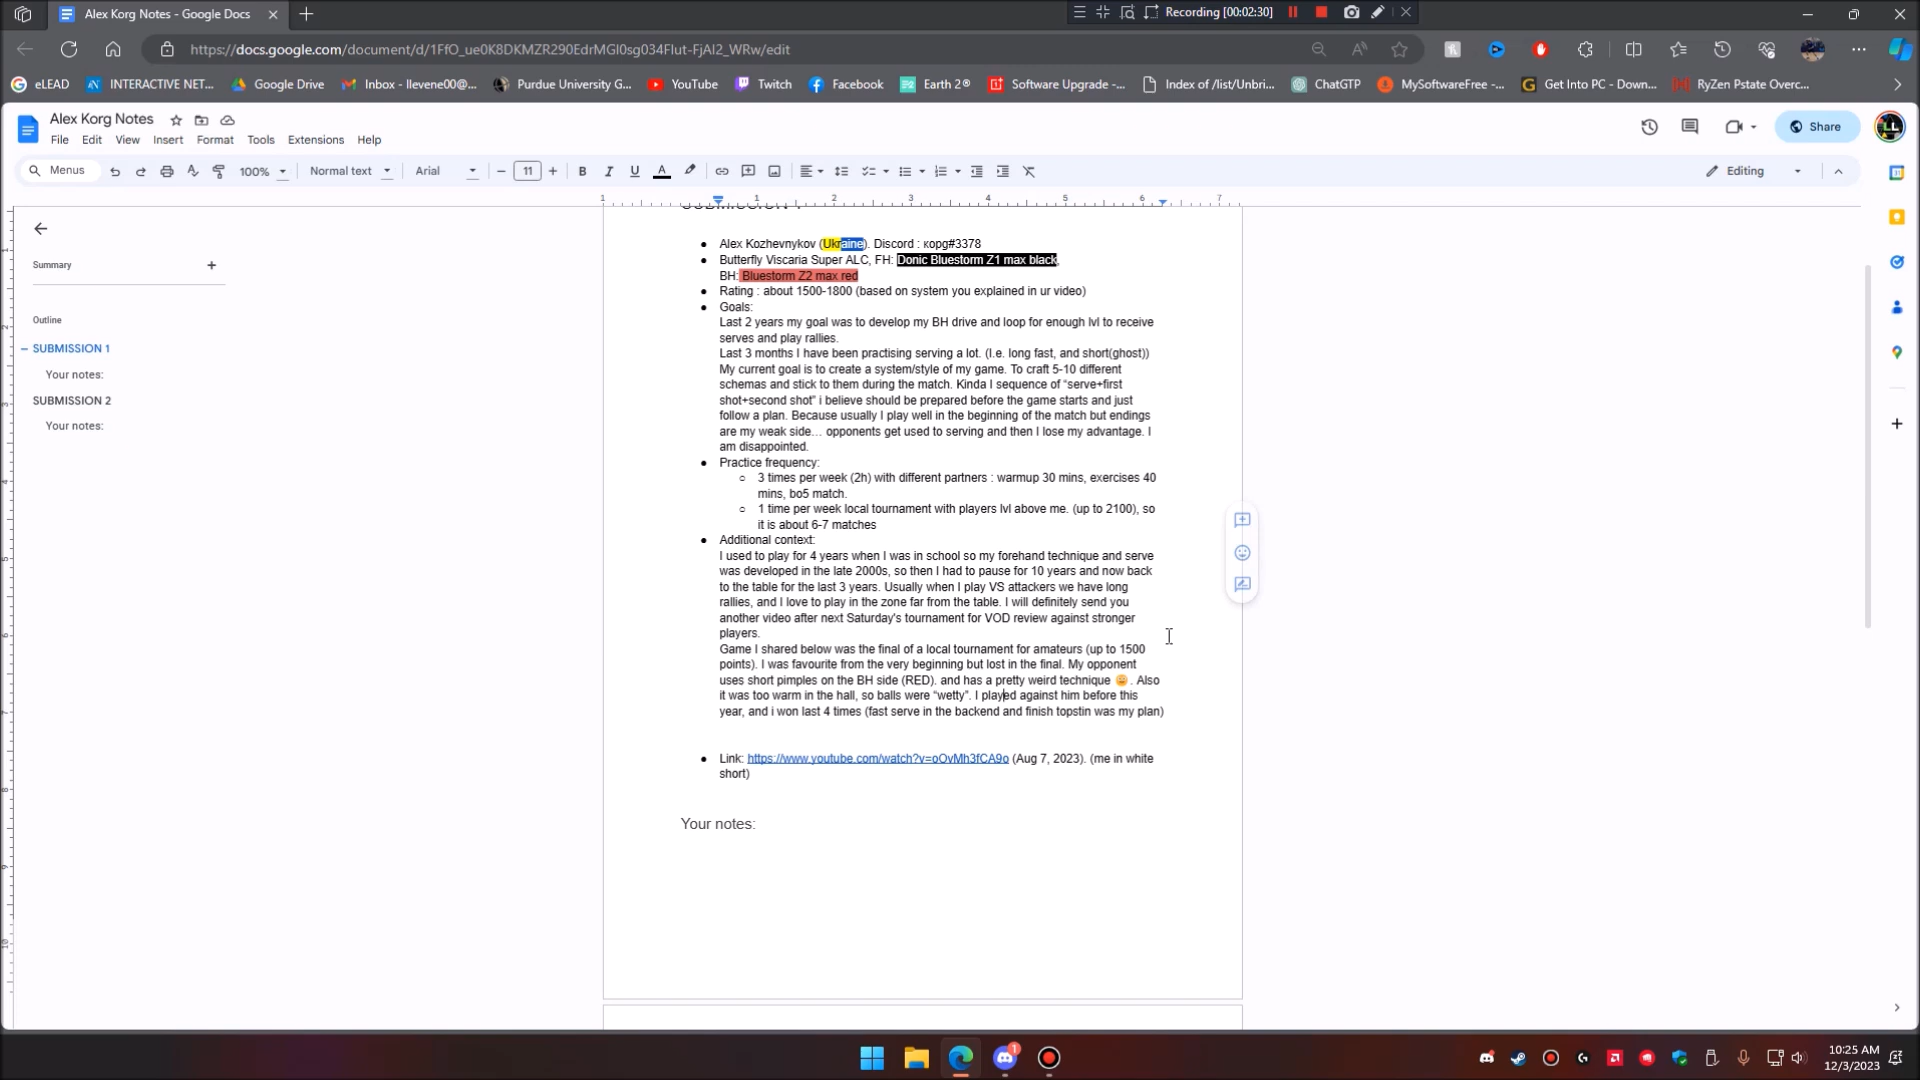 Alex Korg Notes - Google Docs
Recording [00:02:30]
https://docs.google.com/document/d/1FfO_ue0K8DKMZR290EdrMGl0sg034Flut-FjAI2_WRw/edit
eLEAD
INTERACTIVE NET...
Google Drive
Inbox - llevene00@...
Purdue University G...
YouTube
Twitch
Facebook
Earth 2®
Software Upgrade -...
Index of /list/Unbri...
ChatGTP
MySoftwareFree -...
Get Into PC - Down...
RyZen Pstate Overc...
Alex Korg Notes
File Edit View Insert Format Tools Extensions Help
Share
LL
Menus
100%
Normal text
Arial
11
Editing
1 1 2 3 4 5 6 7
Summary
Outline
SUBMISSION 1
Your notes:
SUBMISSION 2
Your notes:
Alex Kozhevnykov (Ukraine). Discord : корg#3378
Butterfly Viscaria Super ALC, FH: Donic Bluestorm Z1 max black,
BH: Bluestorm Z2 max red
Rating : about 1500-1800 (based on system you explained in ur video)
Goals:
Last 2 years my goal was to develop my BH drive and loop for enough lvl to receive
serves and play rallies.
Last 3 months I have been practising serving a lot. (I.e. long fast, and short(ghost))
My current goal is to create a system/style of my game. To craft 5-10 different
schemas and stick to them during the match. Kinda I sequence of “serve+first
shot+second shot” i believe should be prepared before the game starts and just
follow a plan. Because usually I play well in the beginning of the match but endings
are my weak side… opponents get used to serving and then I lose my advantage. I
am disappointed.
Practice frequency:
3 times per week (2h) with different partners : warmup 30 mins, exercises 40
mins, bo5 match.
1 time per week local tournament with players lvl above me. (up to 2100), so
it is about 6-7 matches
Additional context:
I used to play for 4 years when I was in school so my forehand technique and serve
was developed in the late 2000s, so then I had to pause for 10 years and now back
to the table for the last 3 years. Usually when I play VS attackers we have long
rallies, and I love to play in the zone far from the table. I will definitely send you
another video after next Saturday's tournament for VOD review against stronger
players.
Game I shared below was the final of a local tournament for amateurs (up to 1500
points). I was favourite from the very beginning but lost in the final. My opponent
uses short pimples on the BH side (RED). and has a pretty weird technique 😩. Also
it was too warm in the hall, so balls were “wetty”. I played against him before this
year, and i won last 4 times (fast serve in the backend and finish topstin was my plan)
Link: https://www.youtube.com/watch?v=oOvMh3fCA9o (Aug 7, 2023). (me in white
short)
Your notes:
10:25 AM
12/3/2023